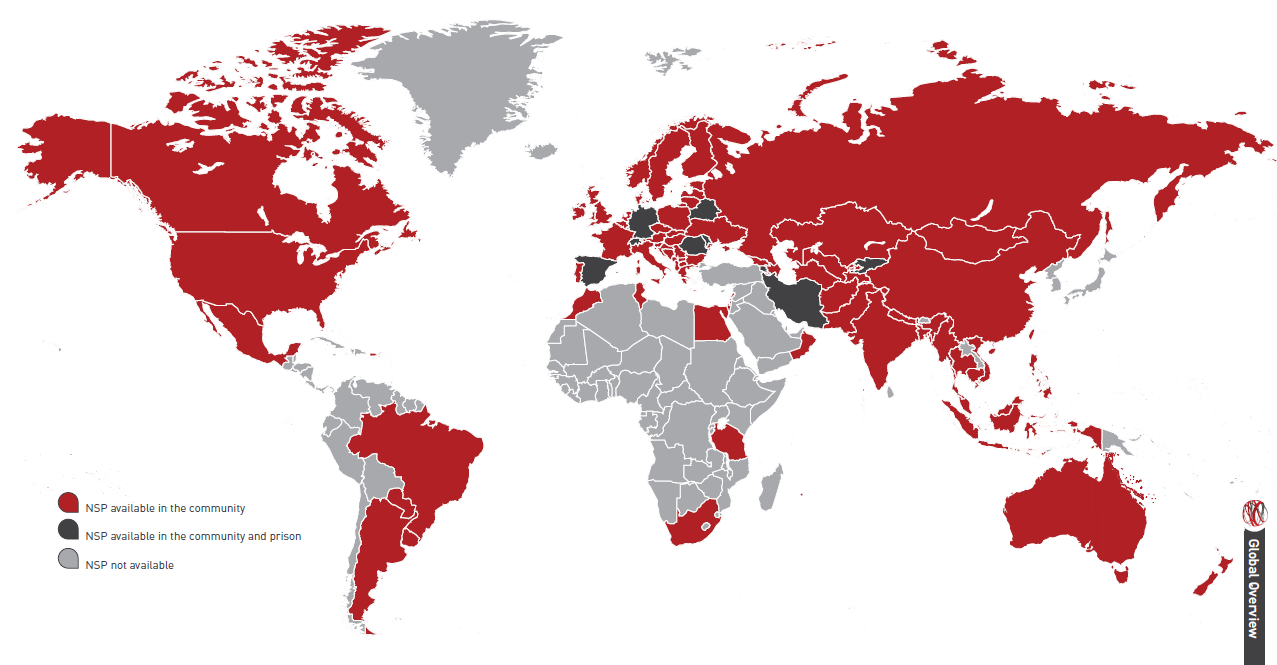 NSP available in the community
NSP available in the community and prison
NSP not available
Global Overview